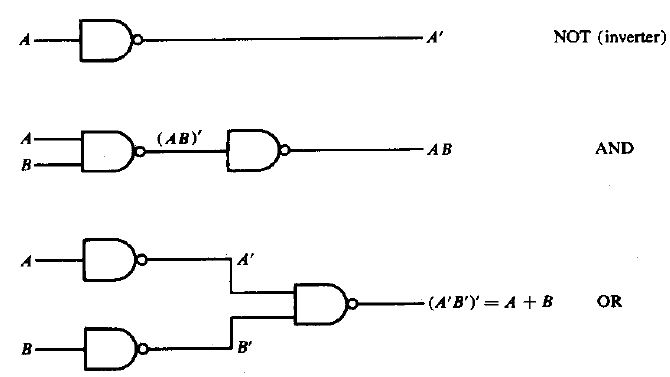 A A' NOT (inverter)
A (AB)' AB AND
B
A A'
(A'B')' = A + B OR
B B'